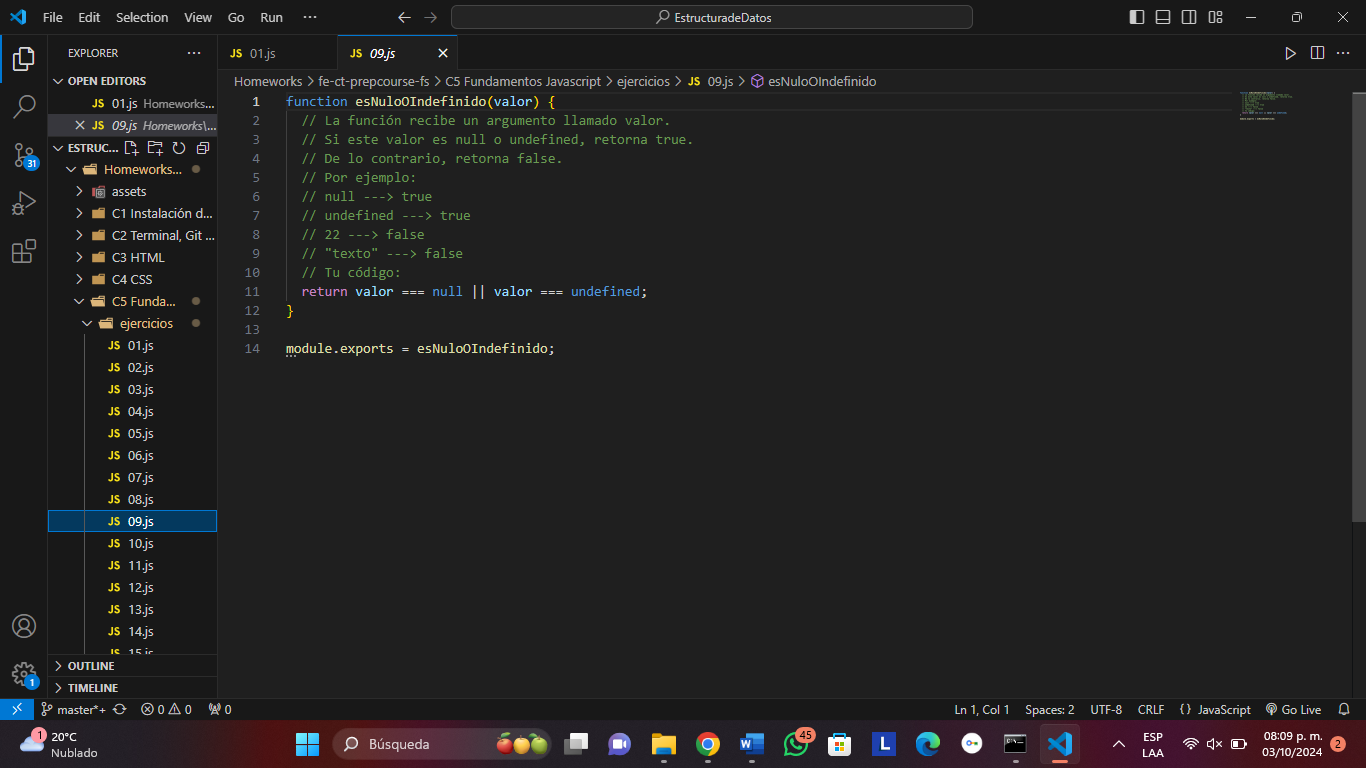 File Edit Selection View Go Run ···
EstructuradeDatos
EXPLORER ···
OPEN EDITORS
JS 01.js Homeworks...
JS 09.js Homeworks\...
ESTRUC...
Homeworks...
assets
C1 Instalación d...
C2 Terminal, Git ...
C3 HTML
C4 CSS
C5 Funda...
ejercicios
JS 01.js
JS 02.js
JS 03.js
JS 04.js
JS 05.js
JS 06.js
JS 07.js
JS 08.js
JS 09.js
JS 10.js
JS 11.js
JS 12.js
JS 13.js
JS 14.js
JS 15.js
OUTLINE
TIMELINE
31
1
JS 01.js
JS 09.js
Homeworks > fe-ct-prepcourse-fs > C5 Fundamentos Javascript > ejercicios > JS 09.js > esNuloOIndefinido
1 function esNuloOIndefinido(valor) {
2 // La función recibe un argumento llamado valor.
3 // Si este valor es null o undefined, retorna true.
4 // De lo contrario, retorna false.
5 // Por ejemplo:
6 // null ---> true
7 // undefined ---> true
8 // 22 ---> false
9 // "texto" ---> false
10 // Tu código:
11 return valor === null || valor === undefined;
12 }
13
14 module.exports = esNuloOIndefinido;
master*+ 0 0 0 Ln 1, Col 1 Spaces: 2 UTF-8 CRLF {} JavaScript Go Live
1 20°C
Nublado
Búsqueda
45
L
ESP
LAA
08:09 p. m.
03/10/2024
2